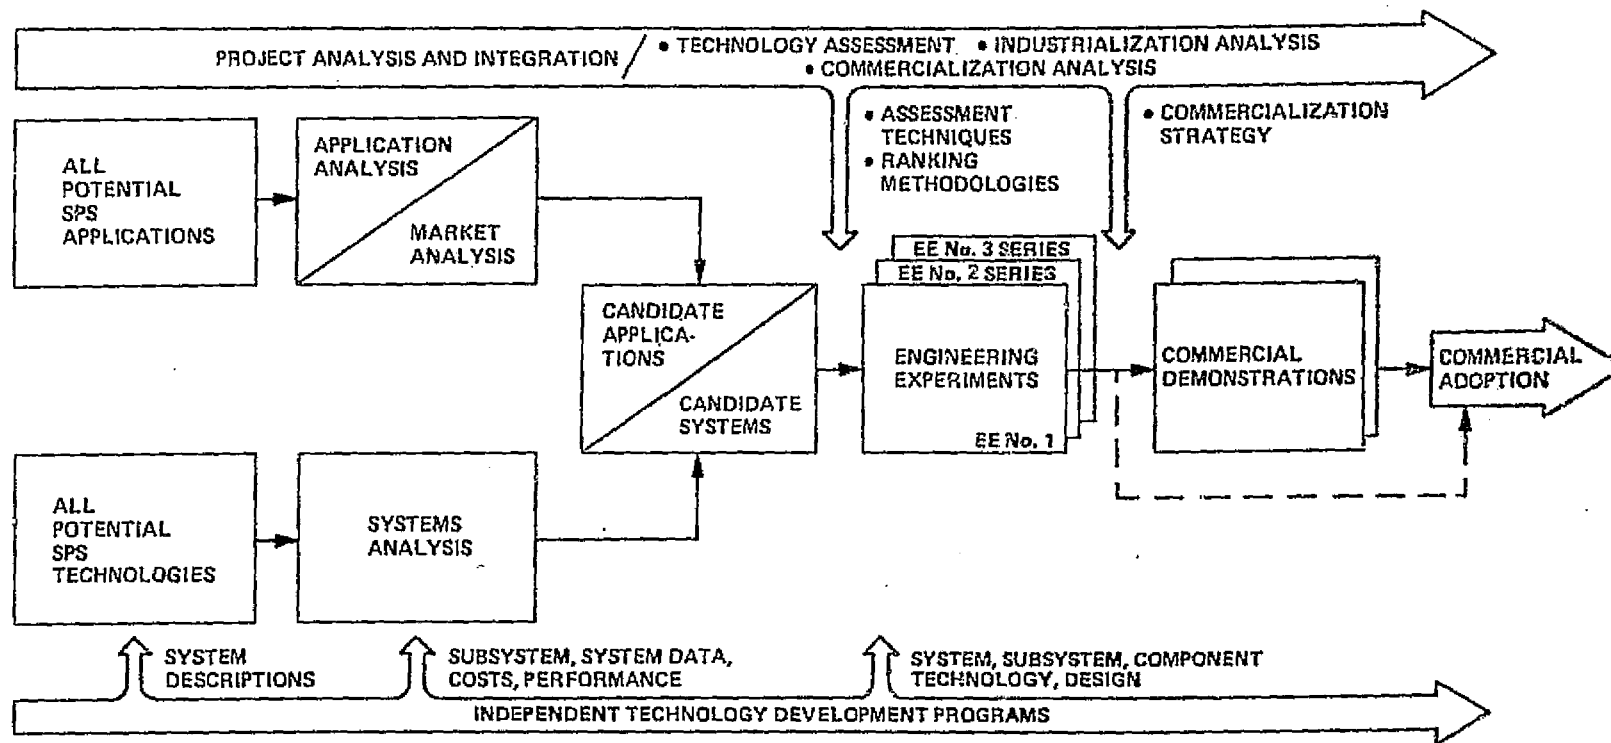 PROJECT ANALYSIS AND INTEGRATION / • TECHNOLOGY ASSESSMENT • INDUSTRIALIZATION ANALYSIS
• COMMERCIALIZATION ANALYSIS
• ASSESSMENT
TECHNIQUES
• RANKING
METHODOLOGIES
• COMMERCIALIZATION
STRATEGY
ALL
POTENTIAL
SPS
APPLICATIONS
APPLICATION
ANALYSIS
MARKET
ANALYSIS
CANDIDATE
APPLICA-
TIONS
CANDIDATE
SYSTEMS
EE No. 3 SERIES
EE No. 2 SERIES
ENGINEERING
EXPERIMENTS
EE No. 1
COMMERCIAL
DEMONSTRATIONS
COMMERCIAL
ADOPTION
ALL
POTENTIAL
SPS
TECHNOLOGIES
SYSTEMS
ANALYSIS
SYSTEM
DESCRIPTIONS
SUBSYSTEM, SYSTEM DATA,
COSTS, PERFORMANCE
SYSTEM, SUBSYSTEM, COMPONENT
TECHNOLOGY, DESIGN
INDEPENDENT TECHNOLOGY DEVELOPMENT PROGRAMS